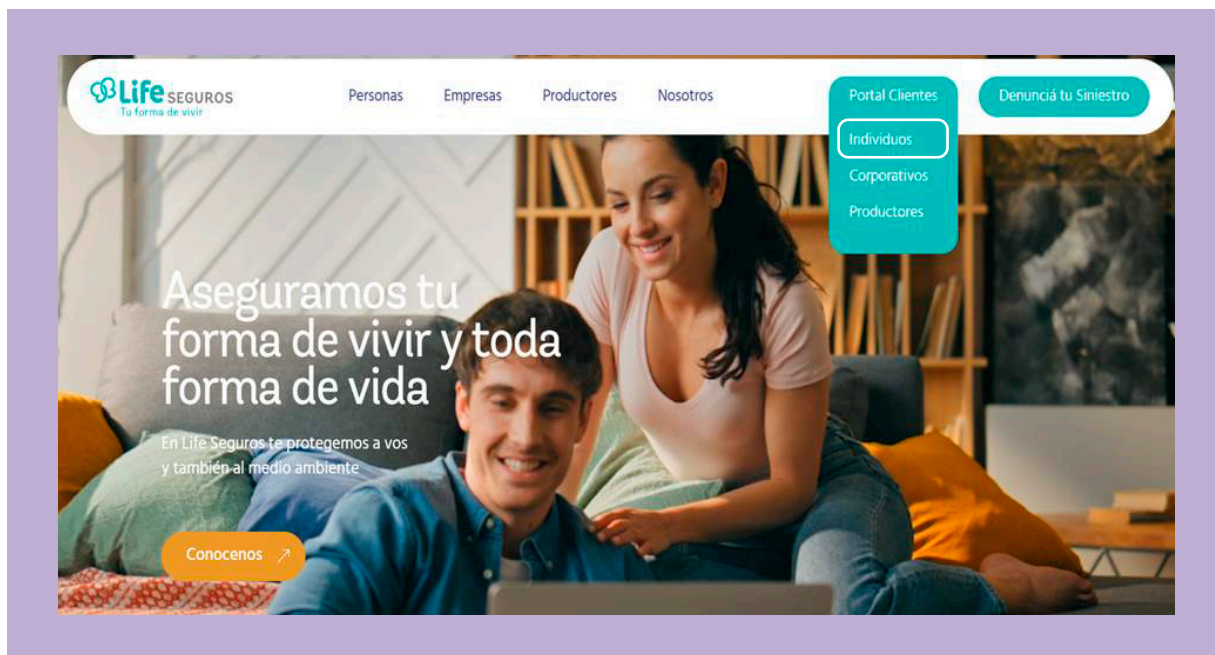 Life SEGUROS
Tu forma de vivir
Personas Empresas Productores Nosotros Portal Clientes Denunciá tu Siniestro
Individuos
Corporativos
Productores
Aseguramos tu
forma de vivir y toda
forma de vida
En Life Seguros te protegemos a vos
y también al medio ambiente
Conocenos